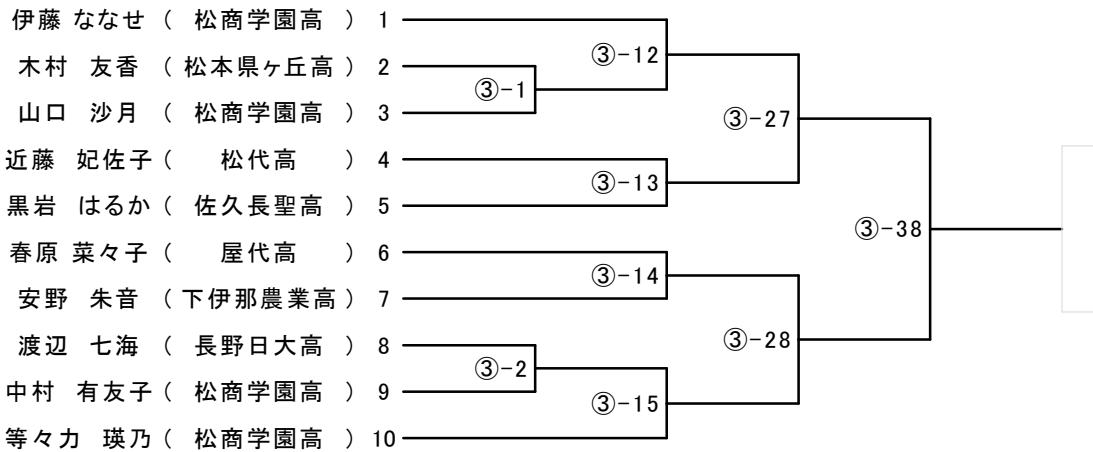 伊藤 ななせ ( 松商学園高 ) 1
③-12
木村 友香 ( 松本県ヶ丘高 ) 2
③-1
山口 沙月 ( 松商学園高 ) 3
③-27
近藤 妃佐子 ( 松代高 ) 4
③-13
黒岩 はるか ( 佐久長聖高 ) 5
③-38
春原 菜々子 ( 屋代高 ) 6
③-14
安野 朱音 ( 下伊那農業高 ) 7
③-28
渡辺 七海 ( 長野日大高 ) 8
③-2
中村 有友子 ( 松商学園高 ) 9
③-15
等々力 瑛乃 ( 松商学園高 ) 10